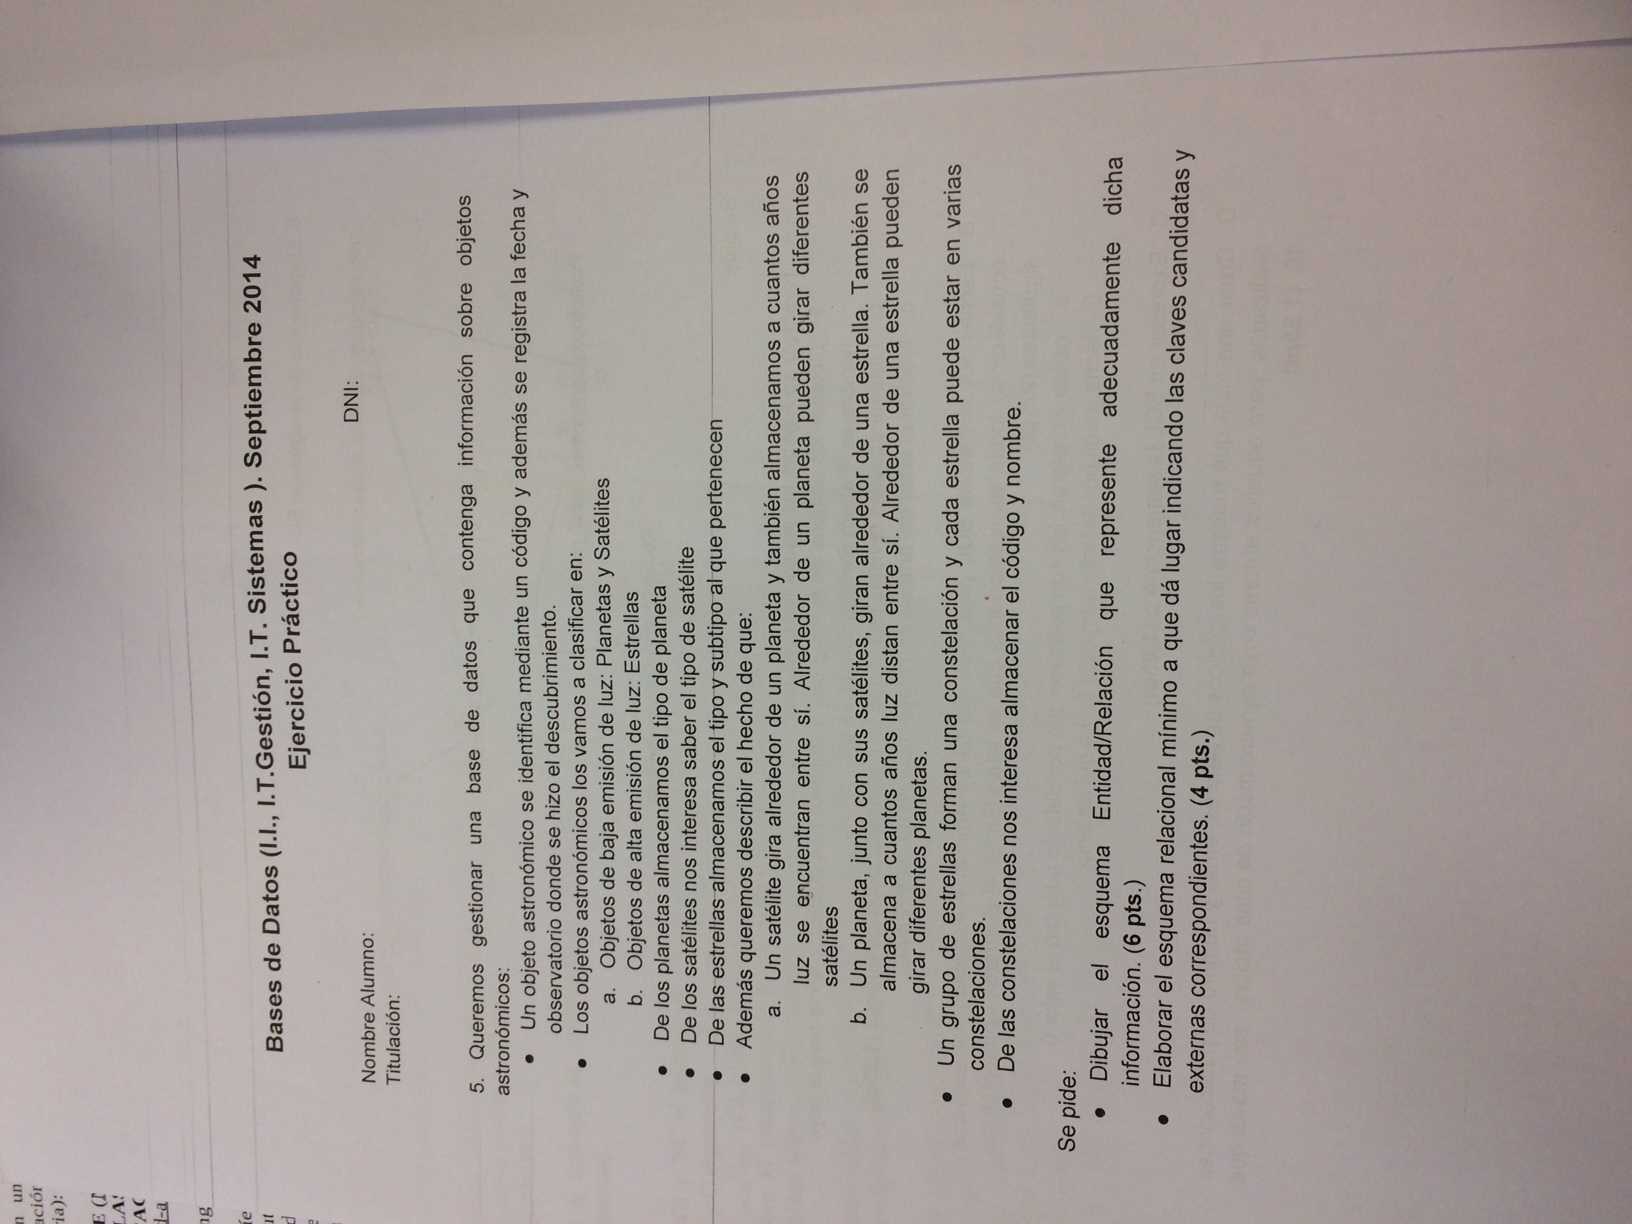 n un
ria):
E (I
d-a
ng
ut
d
Bases de Datos (I.I., I.T.Gestión, I.T. Sistemas ). Septiembre 2014
Ejercicio Práctico
DNI:
Nombre Alumno:
Titulación:
5. Queremos gestionar una base de datos que contenga información sobre objetos
astronómicos:
• Un objeto astronómico se identifica mediante un código y además se registra la fecha y
observatorio donde se hizo el descubrimiento.
• Los objetos astronómicos los vamos a clasificar en:
a. Objetos de baja emisión de luz: Planetas y Satélites
b. Objetos de alta emisión de luz: Estrellas
• De los planetas almacenamos el tipo de planeta
• De los satélites nos interesa saber el tipo de satélite
• De las estrellas almacenamos el tipo y subtipo al que pertenecen
• Además queremos describir el hecho de que:
a. Un satélite gira alrededor de un planeta y también almacenamos a cuantos años
luz se encuentran entre sí. Alrededor de un planeta pueden girar diferentes
satélites
b. Un planeta, junto con sus satélites, giran alrededor de una estrella. También se
almacena a cuantos años luz distan entre sí. Alrededor de una estrella pueden
girar diferentes planetas.
• Un grupo de estrellas forman una constelación y cada estrella puede estar en varias
constelaciones.
• De las constelaciones nos interesa almacenar el código y nombre.
Se pide:
• Dibujar el esquema Entidad/Relación que represente adecuadamente dicha
información. (6 pts.)
• Elaborar el esquema relacional mínimo a que dá lugar indicando las claves candidatas y
externas correspondientes. (4 pts.)